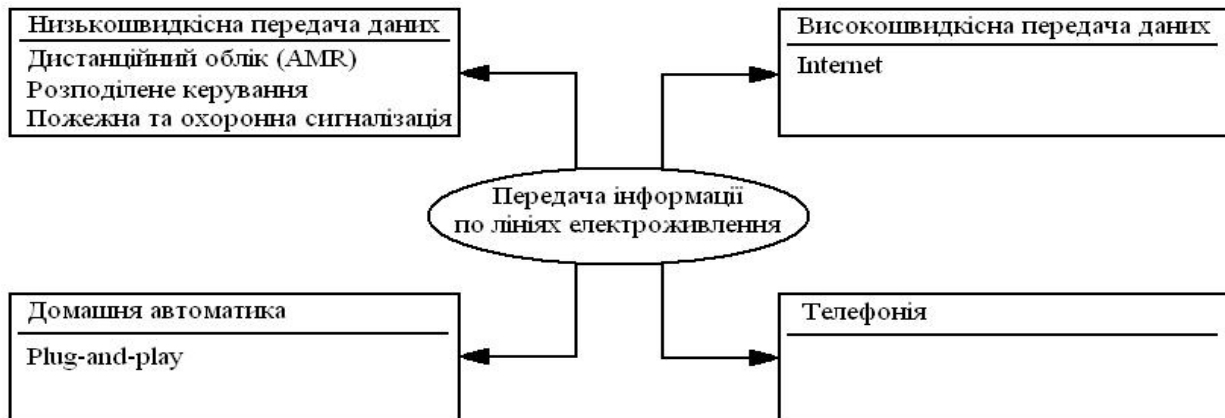 Низькошвидкісна передача даних
Дистанційний облік (AMR)
Розподілене керування
Пожежна та охоронна сигналізація
Високошвидкісна передача даних
Internet
Передача інформації
по лініях електроживлення
Домашня автоматика
Plug-and-play
Телефонія